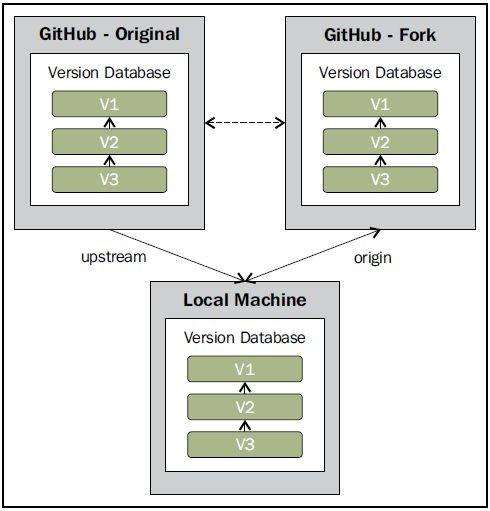 GitHub - Original
Version Database
V1
V2
V3
GitHub - Fork
Version Database
V1
V2
V3
upstream
origin
Local Machine
Version Database
V1
V2
V3